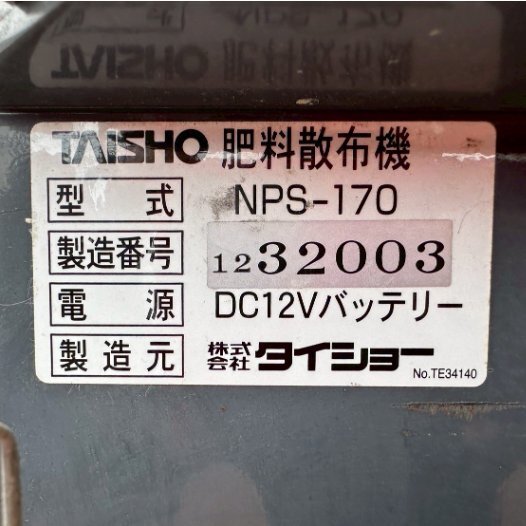 TAISHO 肥料散布機
型式 NPS-170
製造番号 1232003
電源 DC12Vバッテリー
製造元 株式会社タイショー
No.TE34140